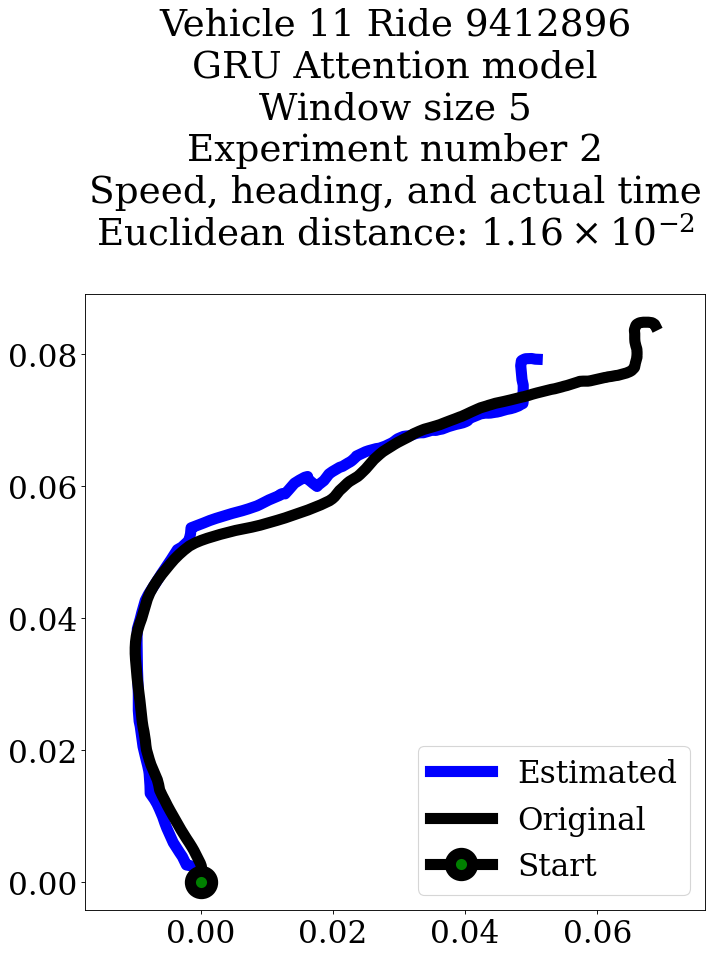 Vehicle 11 Ride 9412896
GRU Attention model
Window size 5
Experiment number 2
Speed, heading, and actual time
Euclidean distance: 1.16 × 10⁻²
0.08
0.06
0.04
0.02
0.00
Estimated
Original
Start
0.00 0.02 0.04 0.06